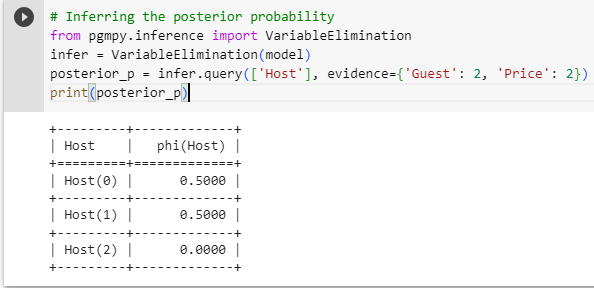 # Inferring the posterior probability
from pgmpy.inference import VariableElimination
infer = VariableElimination(model)
posterior_p = infer.query(['Host'], evidence={'Guest': 2, 'Price': 2})
print(posterior_p)
+---------+-------------+
| Host    |   phi(Host) |
+=========+=============+
| Host(0) |      0.5000 |
+---------+-------------+
| Host(1) |      0.5000 |
+---------+-------------+
| Host(2) |      0.0000 |
+---------+-------------+